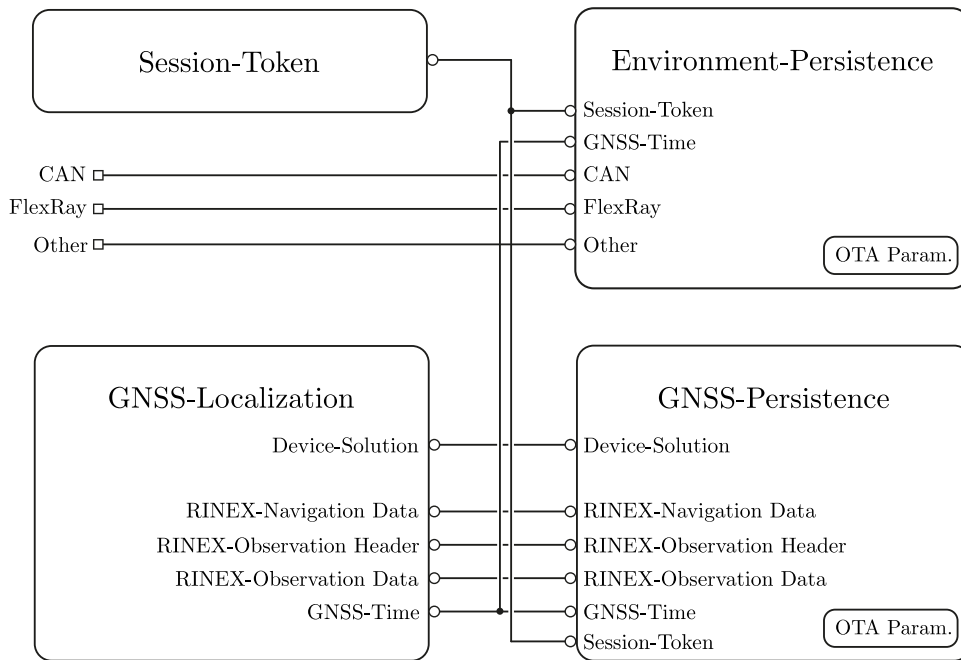 Session-Token
Environment-Persistence
Session-Token
GNSS-Time
CAN
CAN
FlexRay
FlexRay
Other
Other
OTA Param.
GNSS-Localization
GNSS-Persistence
Device-Solution
Device-Solution
RINEX-Navigation Data
RINEX-Navigation Data
RINEX-Observation Header
RINEX-Observation Header
RINEX-Observation Data
RINEX-Observation Data
GNSS-Time
GNSS-Time
OTA Param.
Session-Token